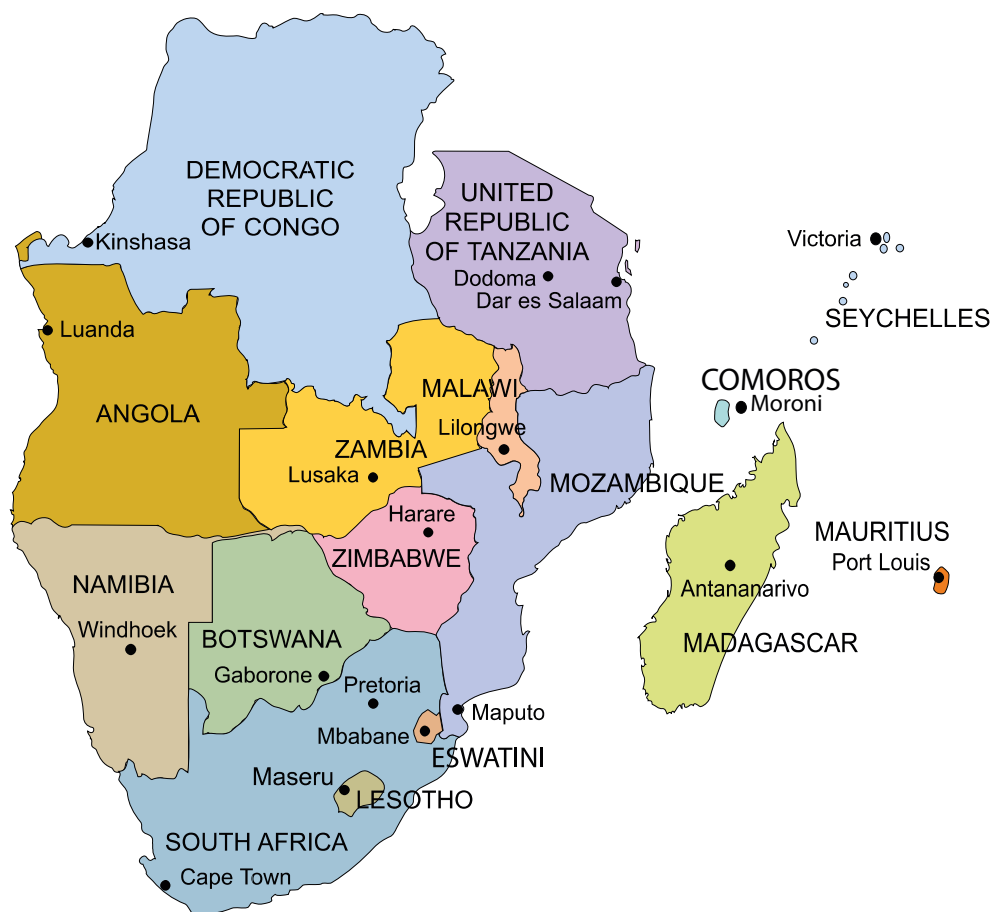 DEMOCRATIC
REPUBLIC
OF CONGO
Kinshasa
UNITED
REPUBLIC
OF TANZANIA
Dodoma
Dar es Salaam
Victoria
SEYCHELLES
Luanda
ANGOLA
MALAWI
Lilongwe
COMOROS
Moroni
ZAMBIA
Lusaka
MOZAMBIQUE
Harare
ZIMBABWE
MAURITIUS
Port Louis
NAMIBIA
Windhoek
Antananarivo
MADAGASCAR
BOTSWANA
Gaborone
Pretoria
Maputo
Mbabane
ESWATINI
Maseru
LESOTHO
SOUTH AFRICA
Cape Town